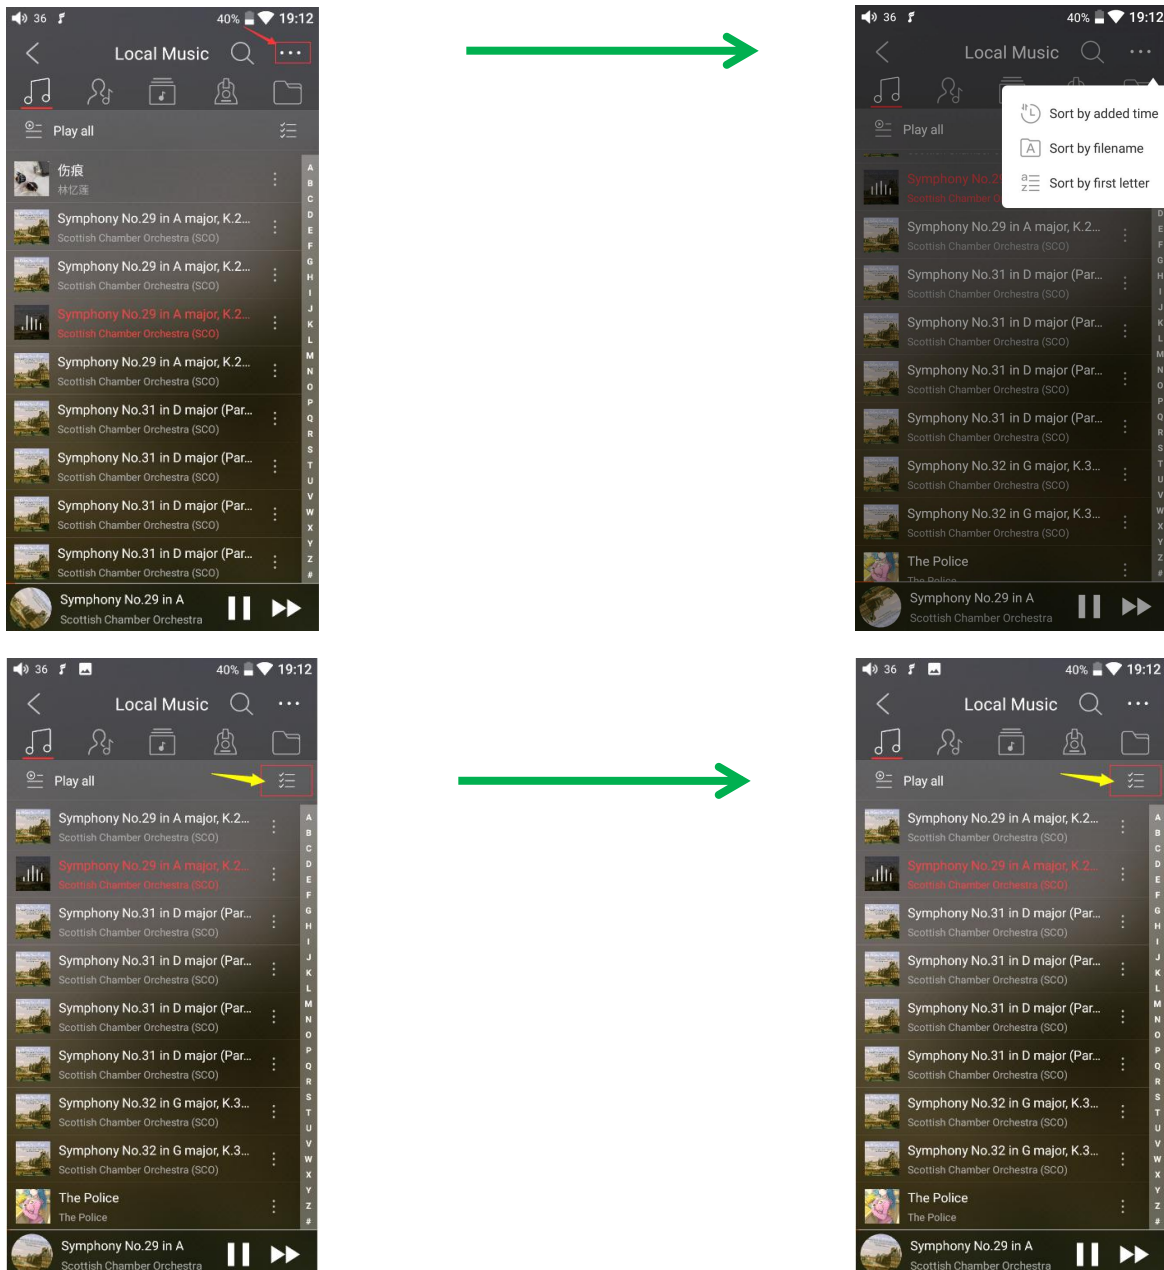 36 40% 19:12
Local Music
Play all
伤痕
林忆莲
Symphony No.29 in A major, K.2...
Scottish Chamber Orchestra (SCO)
Symphony No.29 in A major, K.2...
Scottish Chamber Orchestra (SCO)
Symphony No.29 in A major, K.2...
Scottish Chamber Orchestra (SCO)
Symphony No.29 in A major, K.2...
Scottish Chamber Orchestra (SCO)
Symphony No.31 in D major (Par...
Scottish Chamber Orchestra (SCO)
Symphony No.31 in D major (Par...
Scottish Chamber Orchestra (SCO)
Symphony No.31 in D major (Par...
Scottish Chamber Orchestra (SCO)
Symphony No.31 in D major (Par...
Scottish Chamber Orchestra (SCO)
A
B
C
D
E
F
G
H
I
J
K
L
M
N
O
P
Q
R
S
T
U
V
W
X
Y
Z
#
Symphony No.29 in A
Scottish Chamber Orchestra
36 40% 19:12
Local Music
Sort by added time
Sort by filename
Sort by first letter
Play all
Symphony No.2
Scottish Chamber
Symphony No.29 in A major, K.2...
Scottish Chamber Orchestra (SCO)
Symphony No.31 in D major (Par...
Scottish Chamber Orchestra (SCO)
Symphony No.31 in D major (Par...
Scottish Chamber Orchestra (SCO)
Symphony No.31 in D major (Par...
Scottish Chamber Orchestra (SCO)
Symphony No.31 in D major (Par...
Scottish Chamber Orchestra (SCO)
Symphony No.32 in G major, K.3...
Scottish Chamber Orchestra (SCO)
Symphony No.32 in G major, K.3...
Scottish Chamber Orchestra (SCO)
The Police
The Police
D
E
F
G
H
I
J
K
L
M
N
O
P
Q
R
S
T
U
V
W
X
Y
Z
#
Symphony No.29 in A
Scottish Chamber Orchestra
36 40% 19:12
Local Music
Play all
Symphony No.29 in A major, K.2...
Scottish Chamber Orchestra (SCO)
Symphony No.29 in A major, K.2...
Scottish Chamber Orchestra (SCO)
Symphony No.31 in D major (Par...
Scottish Chamber Orchestra (SCO)
Symphony No.31 in D major (Par...
Scottish Chamber Orchestra (SCO)
Symphony No.31 in D major (Par...
Scottish Chamber Orchestra (SCO)
Symphony No.31 in D major (Par...
Scottish Chamber Orchestra (SCO)
Symphony No.32 in G major, K.3...
Scottish Chamber Orchestra (SCO)
Symphony No.32 in G major, K.3...
Scottish Chamber Orchestra (SCO)
The Police
The Police
A
B
C
D
E
F
G
H
I
J
K
L
M
N
O
P
Q
R
S
T
U
V
W
X
Y
Z
#
Symphony No.29 in A
Scottish Chamber Orchestra
36 40% 19:12
Local Music
Play all
Symphony No.29 in A major, K.2...
Scottish Chamber Orchestra (SCO)
Symphony No.29 in A major, K.2...
Scottish Chamber Orchestra (SCO)
Symphony No.31 in D major (Par...
Scottish Chamber Orchestra (SCO)
Symphony No.31 in D major (Par...
Scottish Chamber Orchestra (SCO)
Symphony No.31 in D major (Par...
Scottish Chamber Orchestra (SCO)
Symphony No.31 in D major (Par...
Scottish Chamber Orchestra (SCO)
Symphony No.32 in G major, K.3...
Scottish Chamber Orchestra (SCO)
Symphony No.32 in G major, K.3...
Scottish Chamber Orchestra (SCO)
The Police
The Police
A
B
C
D
E
F
G
H
I
J
K
L
M
N
O
P
Q
R
S
T
U
V
W
X
Y
Z
#
Symphony No.29 in A
Scottish Chamber Orchestra